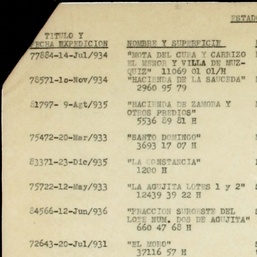 ESTADO
TITULO Y
FECHA EXPEDICION NOMBRE Y SUPERFICIE
77884-14-Jul/934 "MOTA DEL CURA Y CARRIZO
EL MENOR Y VILLA DE MUZ-
QUIZ" 11069 01 01/H
78571-10-Nov/934 "HACIENDA DE LA SAUCEDA"
2960 95 79
81797- 9-Agt/935 "HACIENDA DE ZAMORA Y
OTROS PREDIOS"
5536 89 81 H
75472-20-Mar/933 "SANTO DOMINGO"
3693 17 07 H
83371-23-Dic/935 "LA CONSTANCIA"
1200 H
75722-12-May/933 "LA AGUJITA LOTES 1 y 2"
12439 39 22 H
84566-12-Jun/936 "FRACCION SUROESTE DEL
LOTE NUM. DOS DE AGUJITA"
660 47 68 H
72643-20-Jul/931 "EL MORO"
37116 57 H